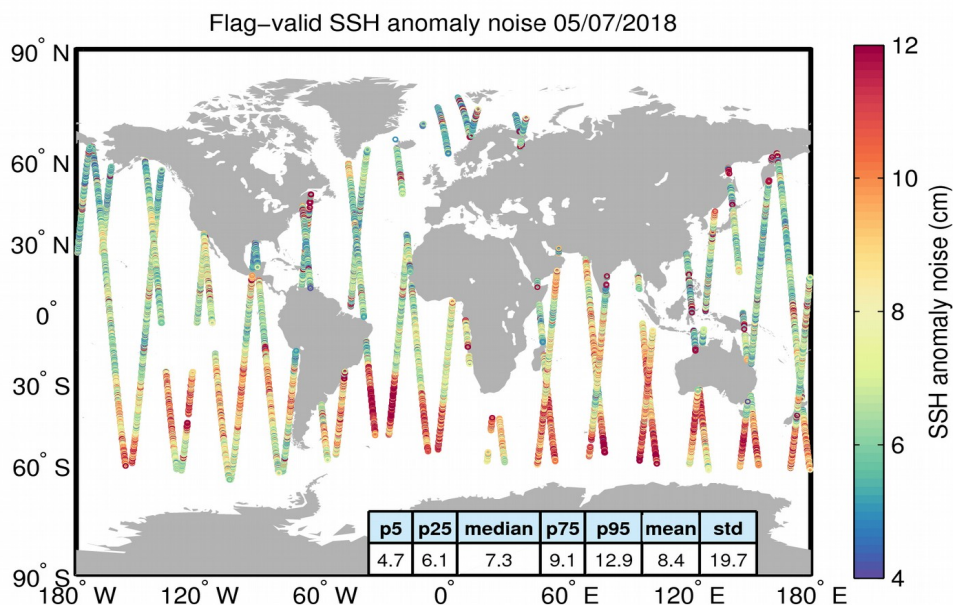 Flag−valid SSH anomaly noise 05/07/2018
90° N
60° N
30° N
0°
30° S
60° S
90° S
180° W
120° W
60° W
0°
60° E
120° E
180° E
12
10
8
6
4
SSH anomaly noise (cm)
p5 p25 median p75 p95 mean std
4.7 6.1 7.3 9.1 12.9 8.4 19.7